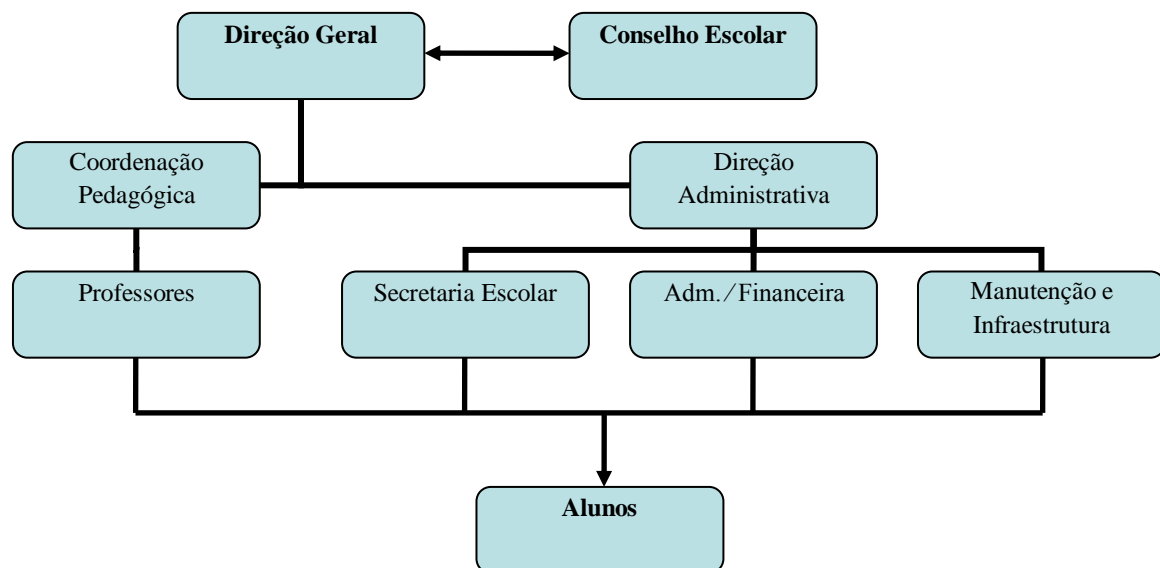 Direção Geral
Conselho Escolar
Coordenação
Pedagógica
Direção
Administrativa
Professores
Secretaria Escolar
Adm./Financeira
Manutenção e
Infraestrutura
Alunos